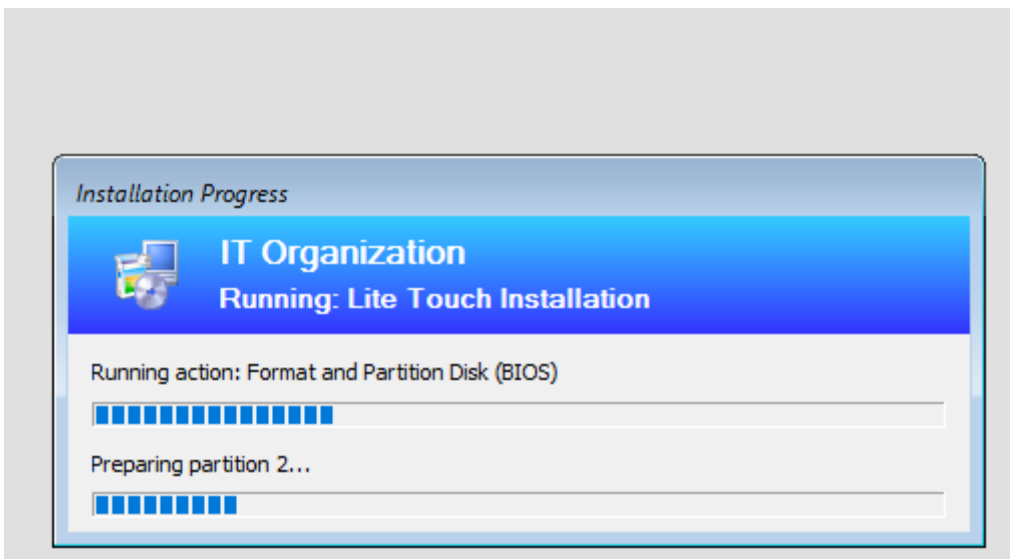 Installation Progress
IT Organization
Running: Lite Touch Installation
Running action: Format and Partition Disk (BIOS)
Preparing partition 2...